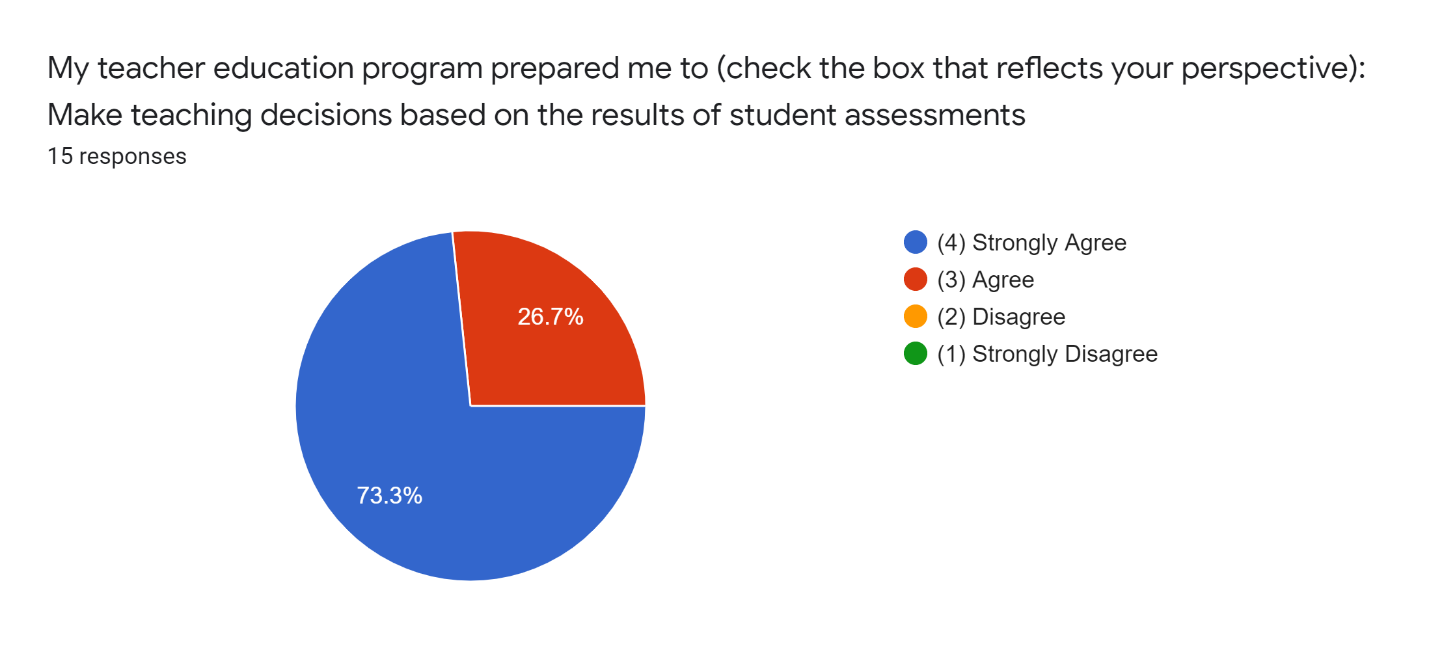 My teacher education program prepared me to (check the box that reflects your perspective):
Make teaching decisions based on the results of student assessments
15 responses
26.7%
73.3%
(4) Strongly Agree
(3) Agree
(2) Disagree
(1) Strongly Disagree